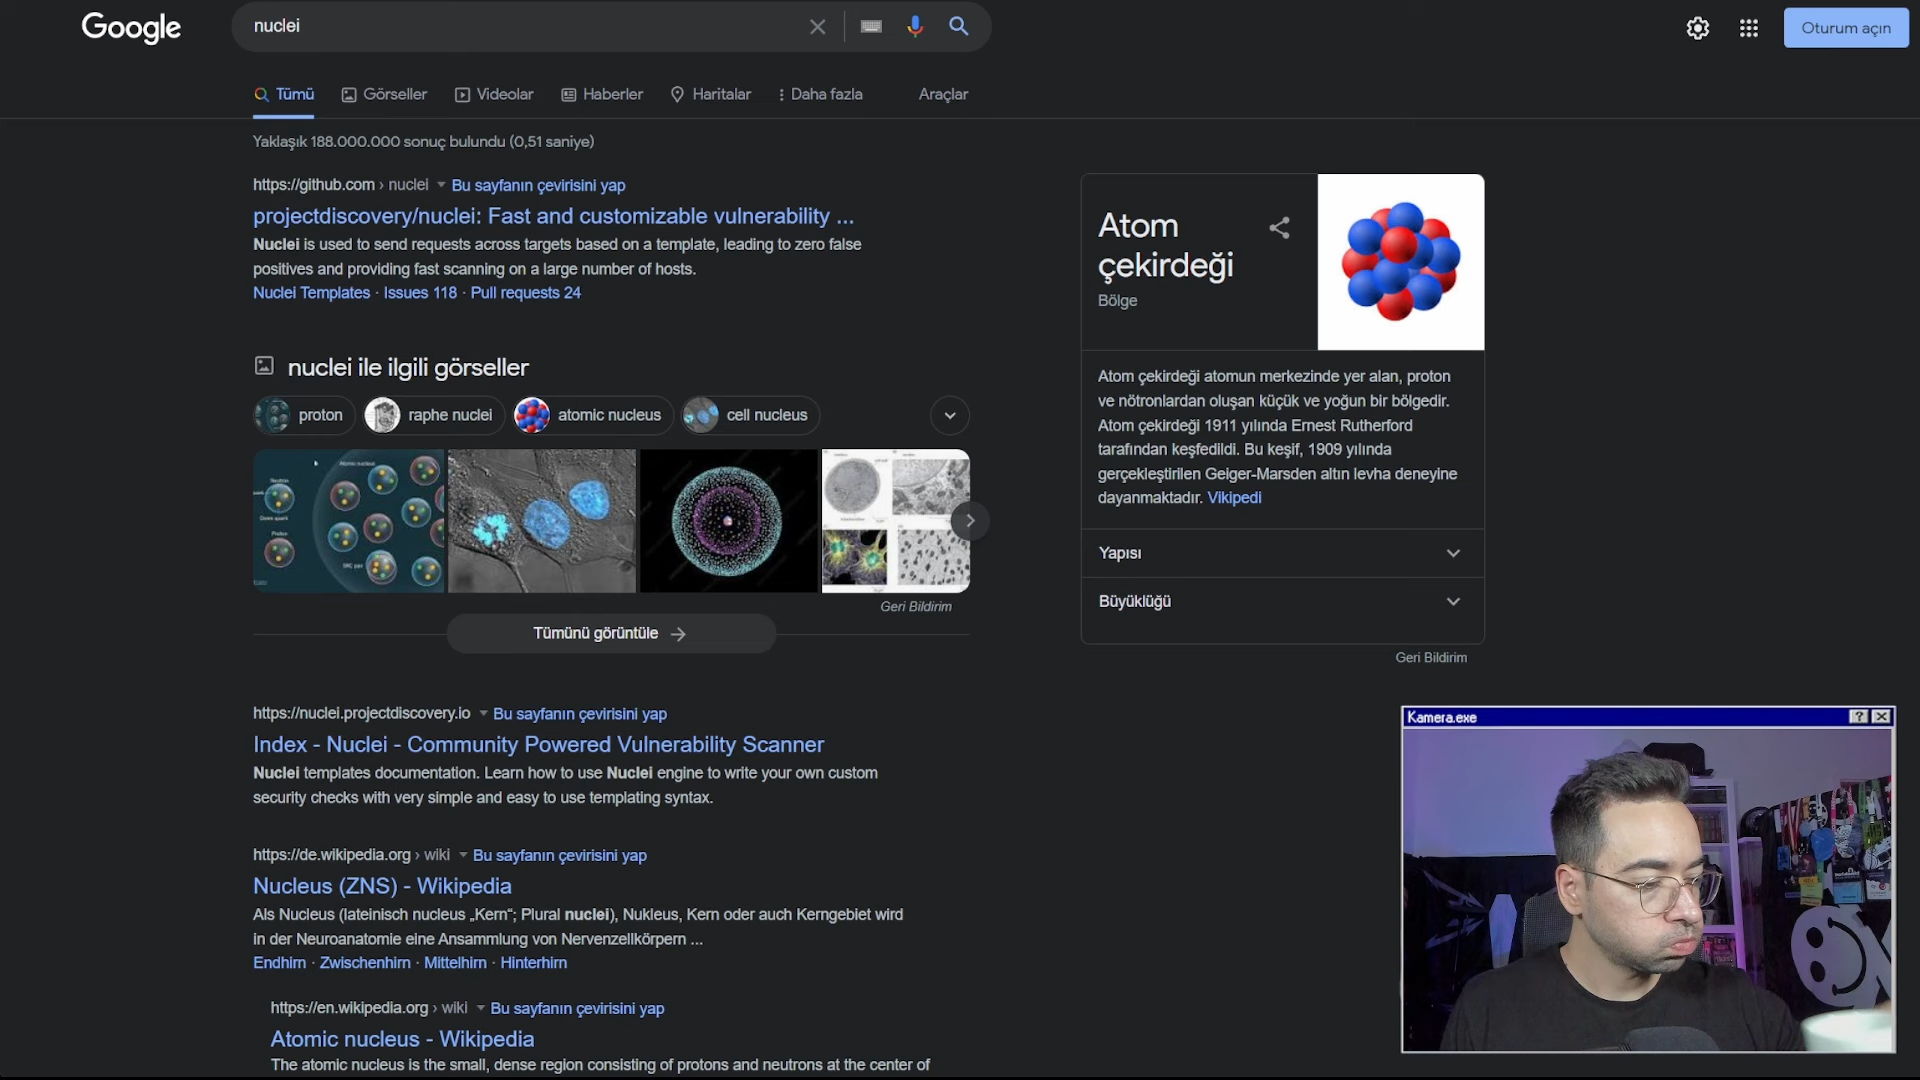 Google
nuclei
Oturum açın
Tümü
Görseller
Videolar
Haberler
Haritalar
Daha fazla
Araçlar
Yaklaşık 188.000.000 sonuç bulundu (0,51 saniye)
https://github.com › nuclei
Bu sayfanın çevirisini yap
projectdiscovery/nuclei: Fast and customizable vulnerability ...
Nuclei is used to send requests across targets based on a template, leading to zero false
positives and providing fast scanning on a large number of hosts.
Nuclei Templates · Issues 118 · Pull requests 24
nuclei ile ilgili görseller
proton
raphe nuclei
atomic nucleus
cell nucleus
Atomic nucleus
Neutron
Down quark
Proton
SRC pair
Geri Bildirim
Tümünü görüntüle
https://nuclei.projectdiscovery.io
Bu sayfanın çevirisini yap
Index - Nuclei - Community Powered Vulnerability Scanner
Nuclei templates documentation. Learn how to use Nuclei engine to write your own custom
security checks with very simple and easy to use templating syntax.
https://de.wikipedia.org › wiki
Bu sayfanın çevirisini yap
Nucleus (ZNS) - Wikipedia
Als Nucleus (lateinisch nucleus „Kern“; Plural nuclei), Nukleus, Kern oder auch Kerngebiet wird
in der Neuroanatomie eine Ansammlung von Nervenzellkörpern ...
Endhirn · Zwischenhirn · Mittelhirn · Hinterhirn
https://en.wikipedia.org › wiki
Bu sayfanın çevirisini yap
Atomic nucleus - Wikipedia
The atomic nucleus is the small, dense region consisting of protons and neutrons at the center of
Atom
çekirdeği
Bölge
Atom çekirdeği atomun merkezinde yer alan, proton
ve nötronlardan oluşan küçük ve yoğun bir bölgedir.
Atom çekirdeği 1911 yılında Ernest Rutherford
tarafından keşfedildi. Bu keşif, 1909 yılında
gerçekleştirilen Geiger-Marsden altın levha deneyine
dayanmaktadır. Vikipedi
Yapısı
Büyüklüğü
Geri Bildirim
Kamera.exe